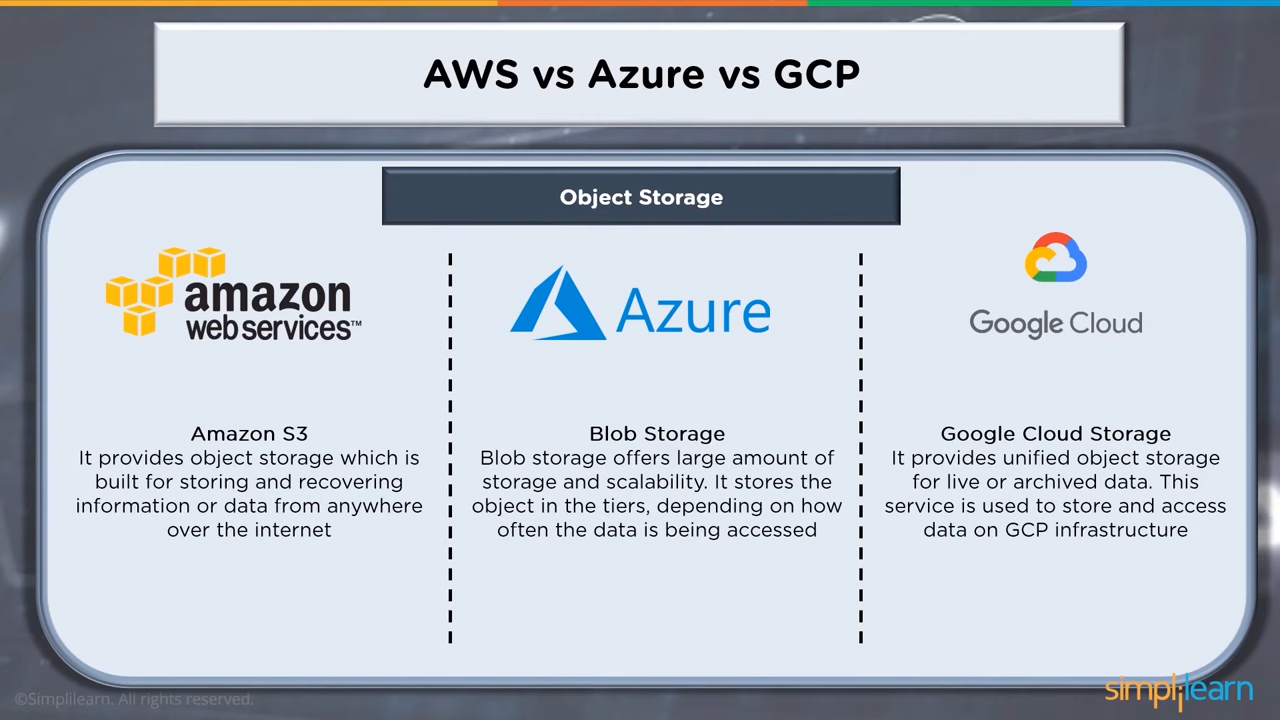 AWS vs Azure vs GCP
Object Storage
amazon
web services™
Azure
Google Cloud
Amazon S3
It provides object storage which is
built for storing and recovering
information or data from anywhere
over the internet
Blob Storage
Blob storage offers large amount of
storage and scalability. It stores the
object in the tiers, depending on how
often the data is being accessed
Google Cloud Storage
It provides unified object storage
for live or archived data. This
service is used to store and access
data on GCP infrastructure
©Simplilearn. All rights reserved.
simplilearn